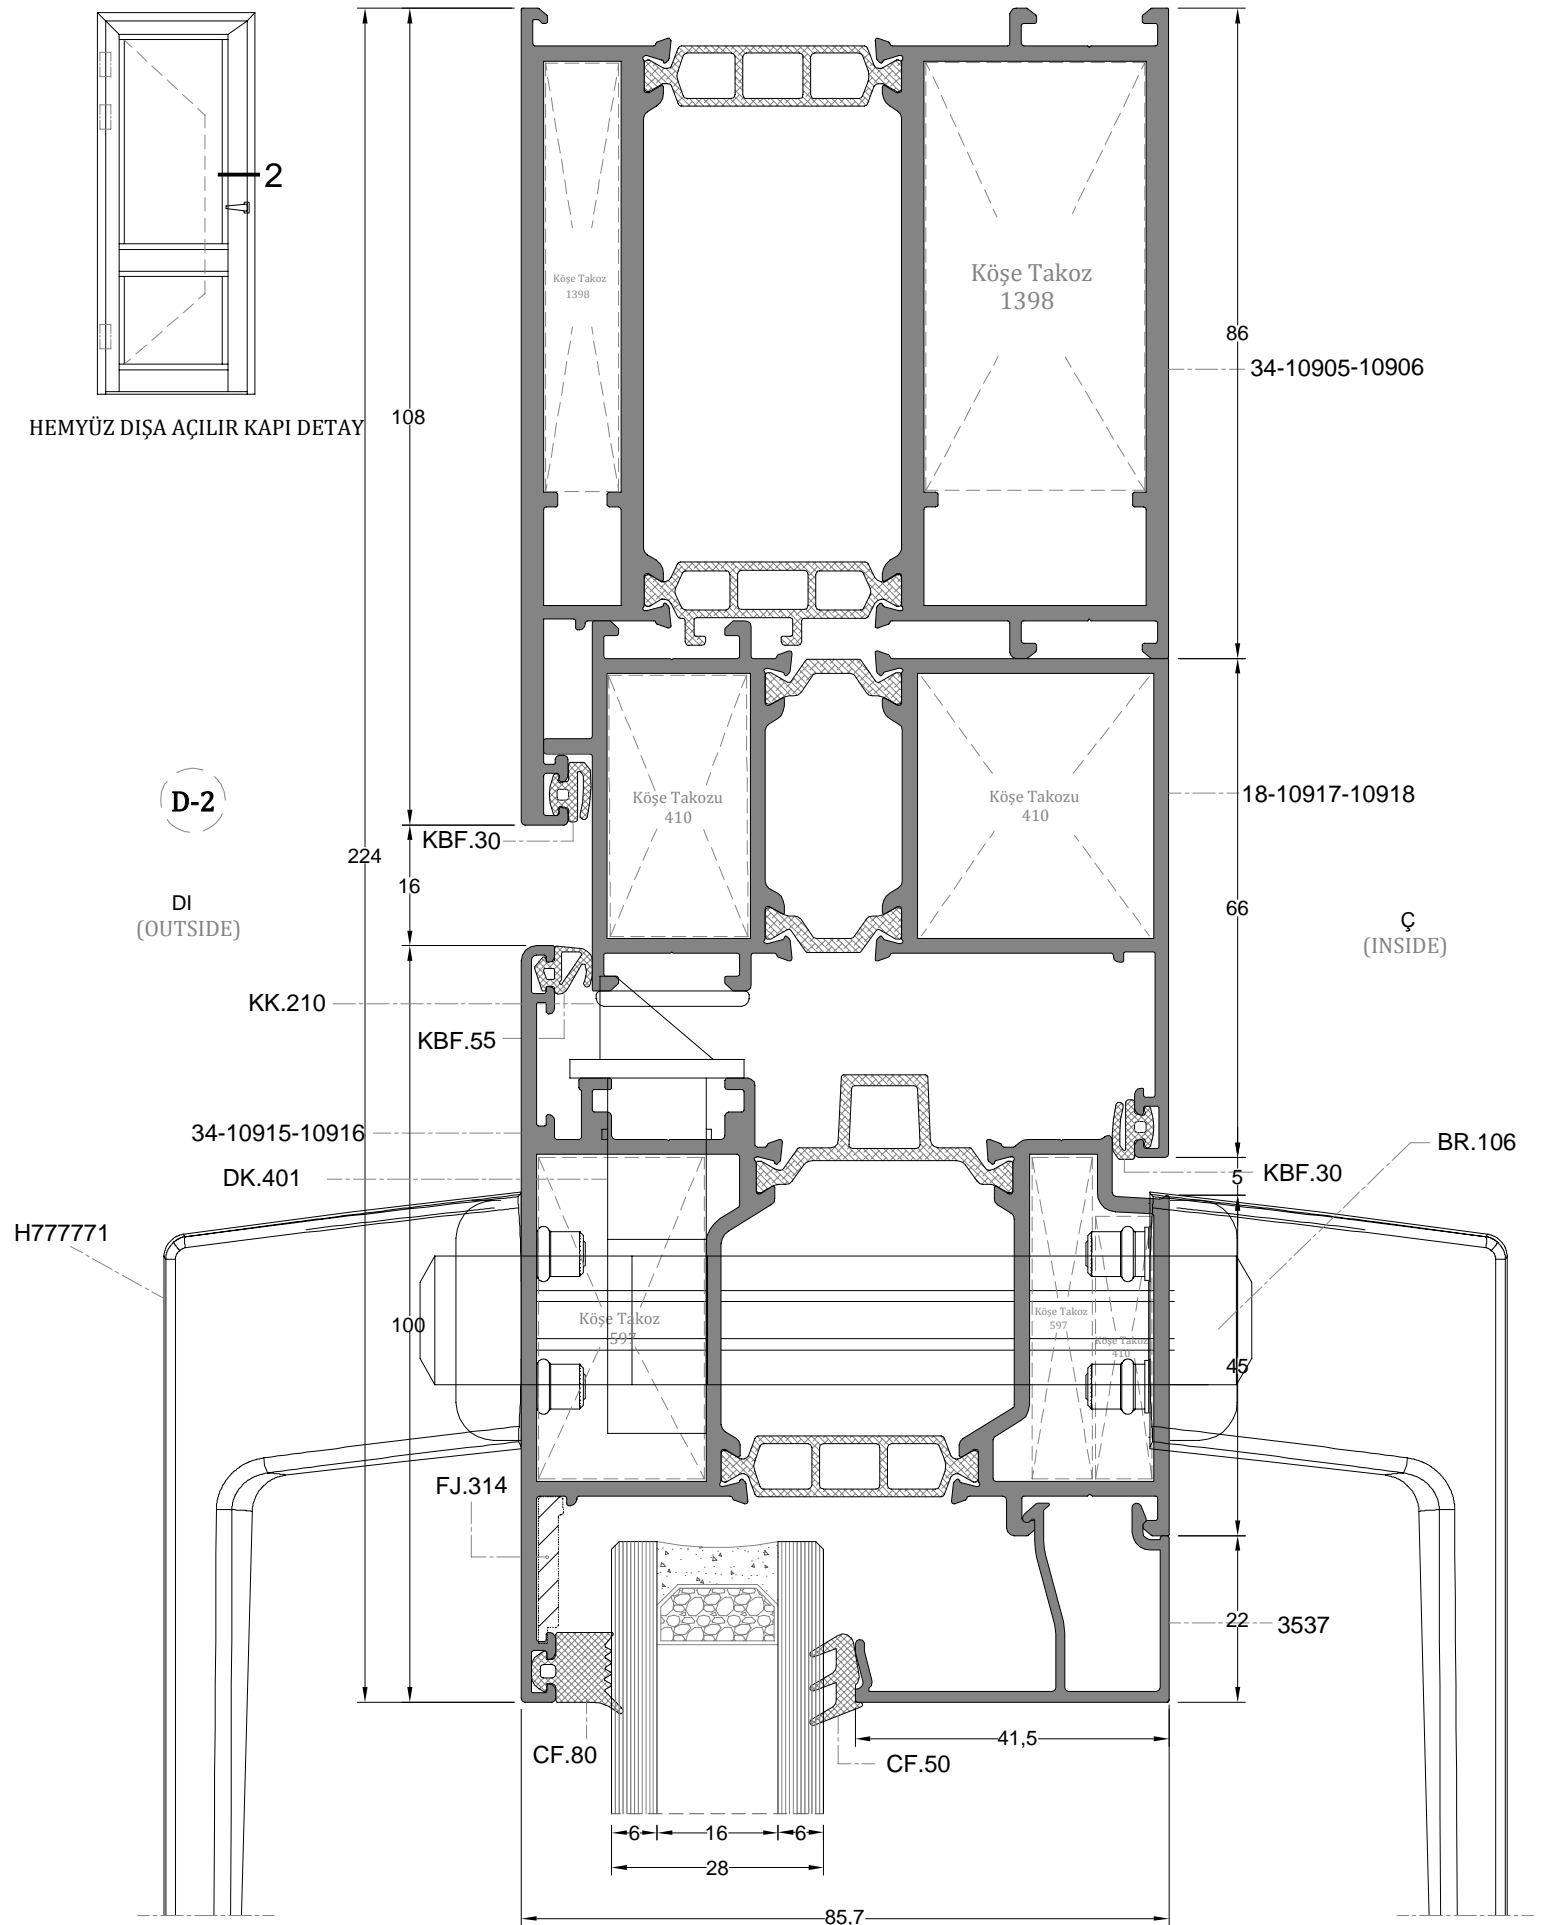 2
HEMYÜZ DIŞA AÇILIR KAPI DETAY
Köşe Takoz
1398
Köşe Takoz
1398
86
34-10905-10906
108
D-2
Köşe Takozu
410
Köşe Takozu
410
18-10917-10918
KBF.30
224
16
66
DI
(OUTSIDE)
Ç
(INSIDE)
KK.210
KBF.55
34-10915-10916
BR.106
DK.401
KBF.30
5
H777771
Köşe Takoz
597
Köşe Takoz
597
Köşe Takoz
410
100
45
FJ.314
22
3537
CF.80
41,5
CF.50
6
16
6
28
85,7